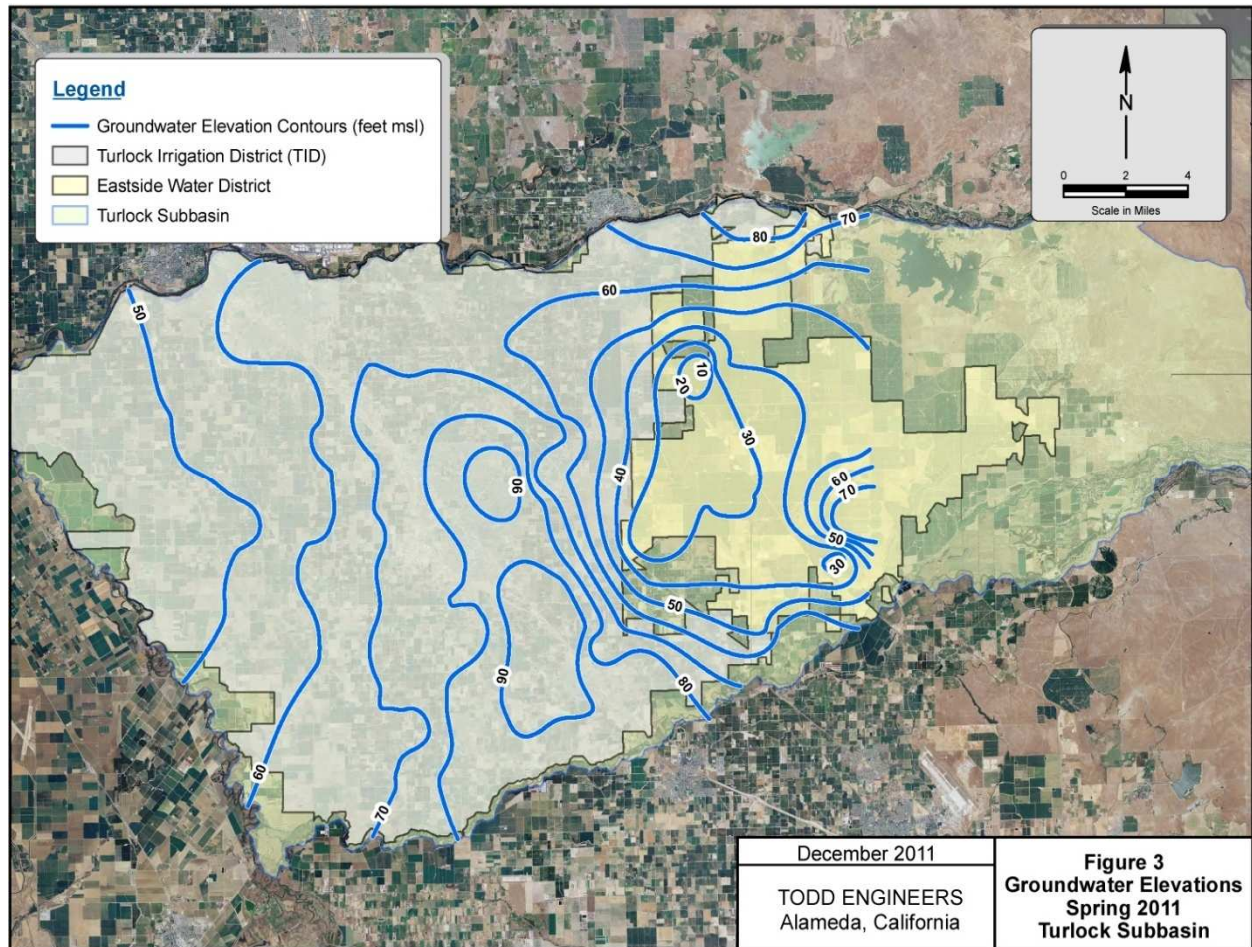 Legend
Groundwater Elevation Contours (feet msl)
Turlock Irrigation District (TID)
Eastside Water District
Turlock Subbasin
N
0 2 4
Scale in Miles
80
70
50
60
10
20
30
40
90
60
70
50
30
50
90
80
60
70
December 2011
TODD ENGINEERS
Alameda, California
Figure 3
Groundwater Elevations
Spring 2011
Turlock Subbasin